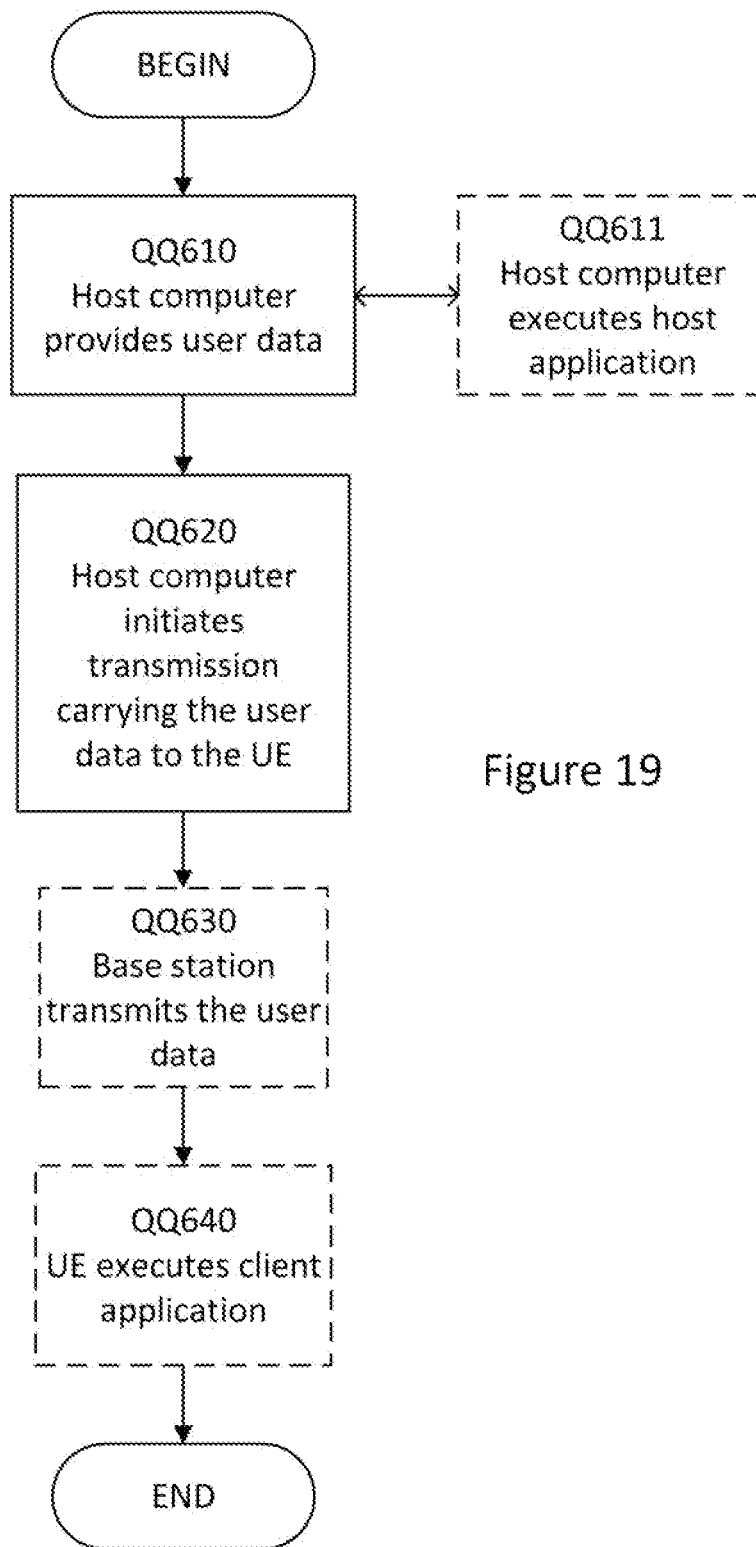 BEGIN
QQ610
Host computer
provides user data
QQ611
Host computer
executes host
application
QQ620
Host computer
initiates
transmission
carrying the user
data to the UE
Figure 19
QQ630
Base station
transmits the user
data
QQ640
UE executes client
application
END